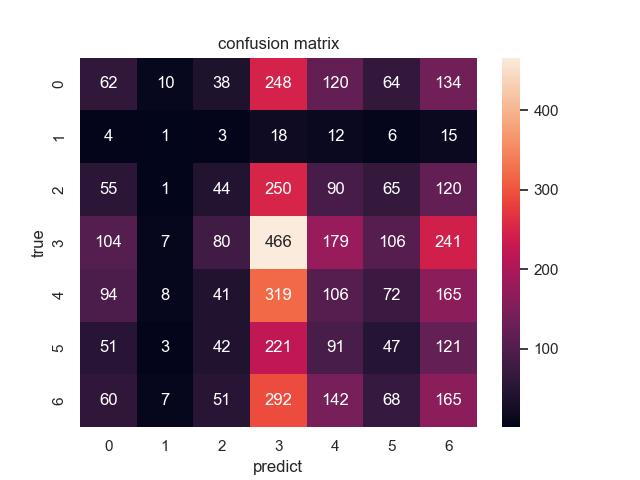 confusion matrix
0 62 10 38 248 120 64 134
1 4 1 3 18 12 6 15
2 55 1 44 250 90 65 120
3 104 7 80 466 179 106 241
4 94 8 41 319 106 72 165
5 51 3 42 221 91 47 121
6 60 7 51 292 142 68 165
0 1 2 3 4 5 6
true
predict
400
300
200
100